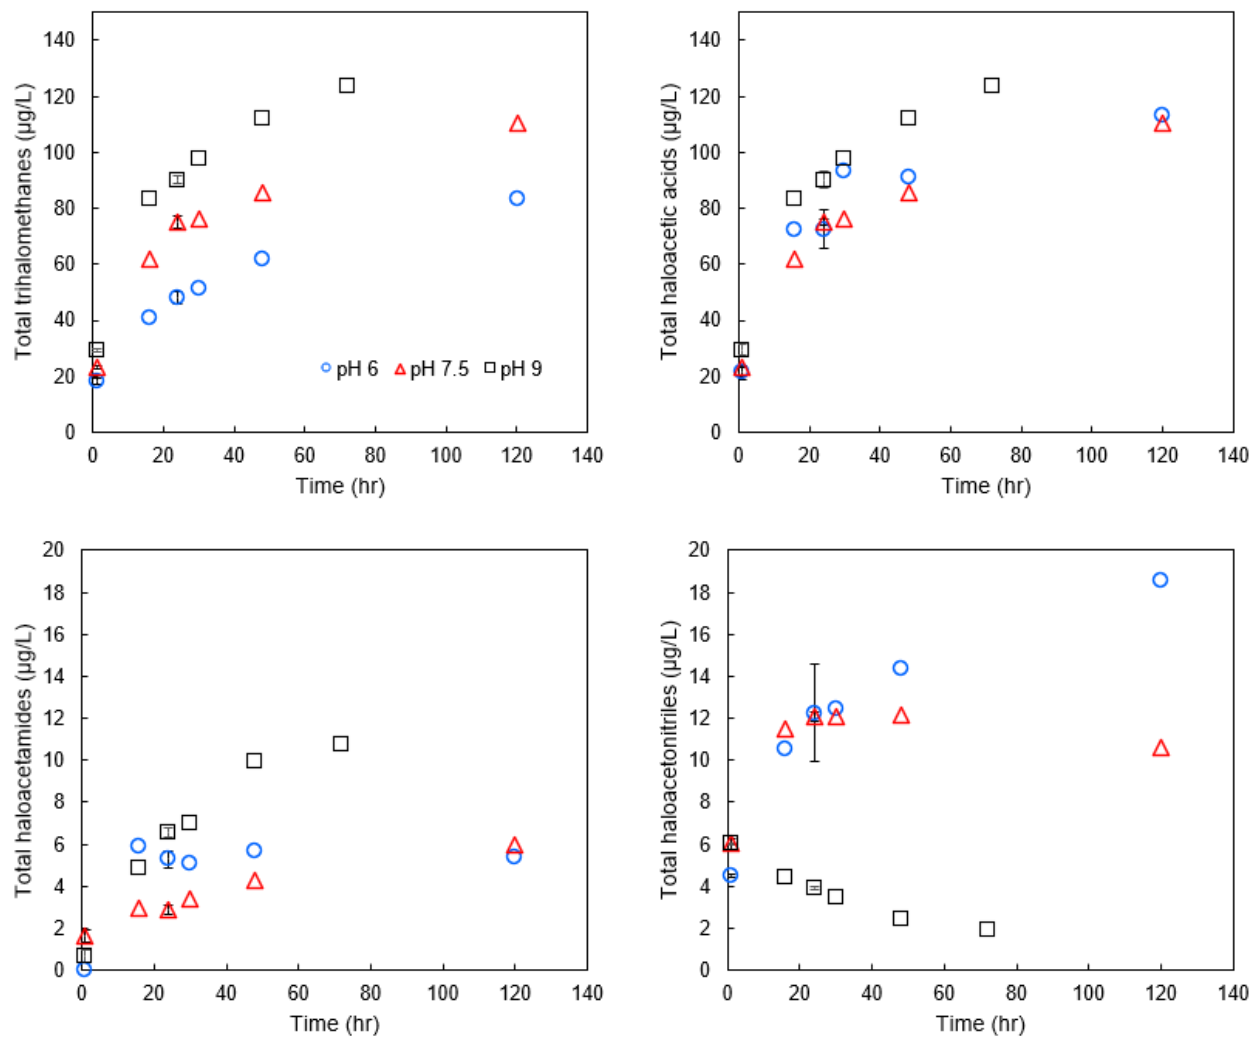 Total trihalomethanes (µg/L)
140
120
100
80
60
40
20
0
pH 6 pH 7.5 pH 9
0 20 40 60 80 100 120 140
Time (hr)
Total haloacetic acids (µg/L)
140
120
100
80
60
40
20
0
0 20 40 60 80 100 120 140
Time (hr)
Total haloacetamides (µg/L)
20
18
16
14
12
10
8
6
4
2
0
0 20 40 60 80 100 120 140
Time (hr)
Total haloacetonitriles (µg/L)
20
18
16
14
12
10
8
6
4
2
0
0 20 40 60 80 100 120 140
Time (hr)